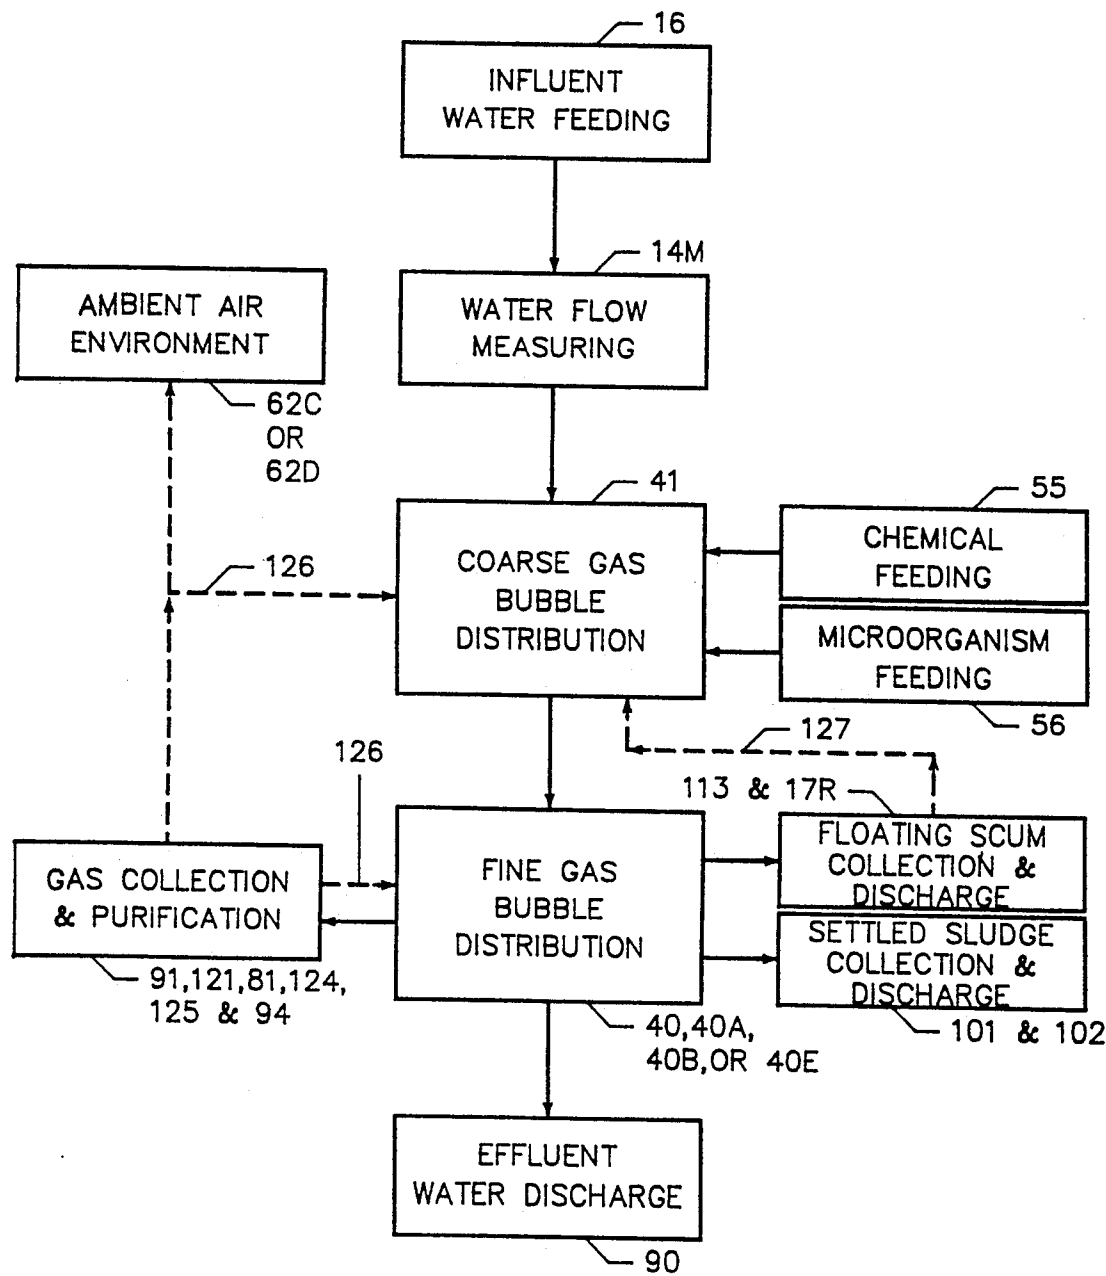 16
INFLUENT
WATER FEEDING
14M
WATER FLOW
MEASURING
AMBIENT AIR
ENVIRONMENT
62C
OR
62D
41
COARSE GAS
BUBBLE
DISTRIBUTION
55
CHEMICAL
FEEDING
MICROORGANISM
FEEDING
56
126
127
126
113 & 17R
FLOATING SCUM
COLLECTION &
DISCHARGE
GAS COLLECTION
& PURIFICATION
FINE GAS
BUBBLE
DISTRIBUTION
SETTLED SLUDGE
COLLECTION &
DISCHARGE
91,121,81,124,
125 & 94
40,40A,
40B,OR 40E
101 & 102
EFFLUENT
WATER DISCHARGE
90